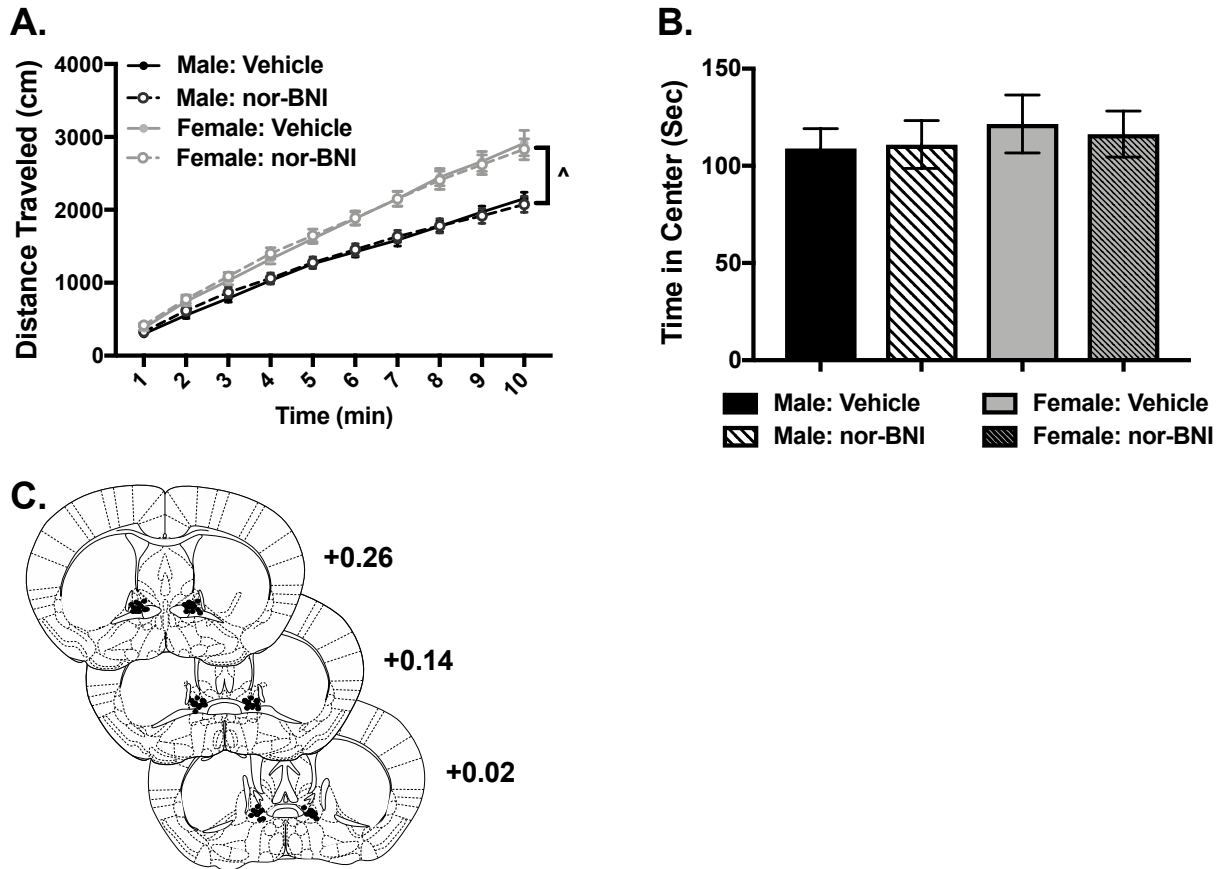 A.
4000
3000
2000
1000
0
Distance Traveled (cm)
Male: Vehicle
Male: nor-BNI
Female: Vehicle
Female: nor-BNI
^
1 2 3 4 5 6 7 8 9 10
Time (min)
B.
150
100
50
0
Time in Center (Sec)
Male: Vehicle
Female: Vehicle
Male: nor-BNI
Female: nor-BNI
C.
+0.26
+0.14
+0.02